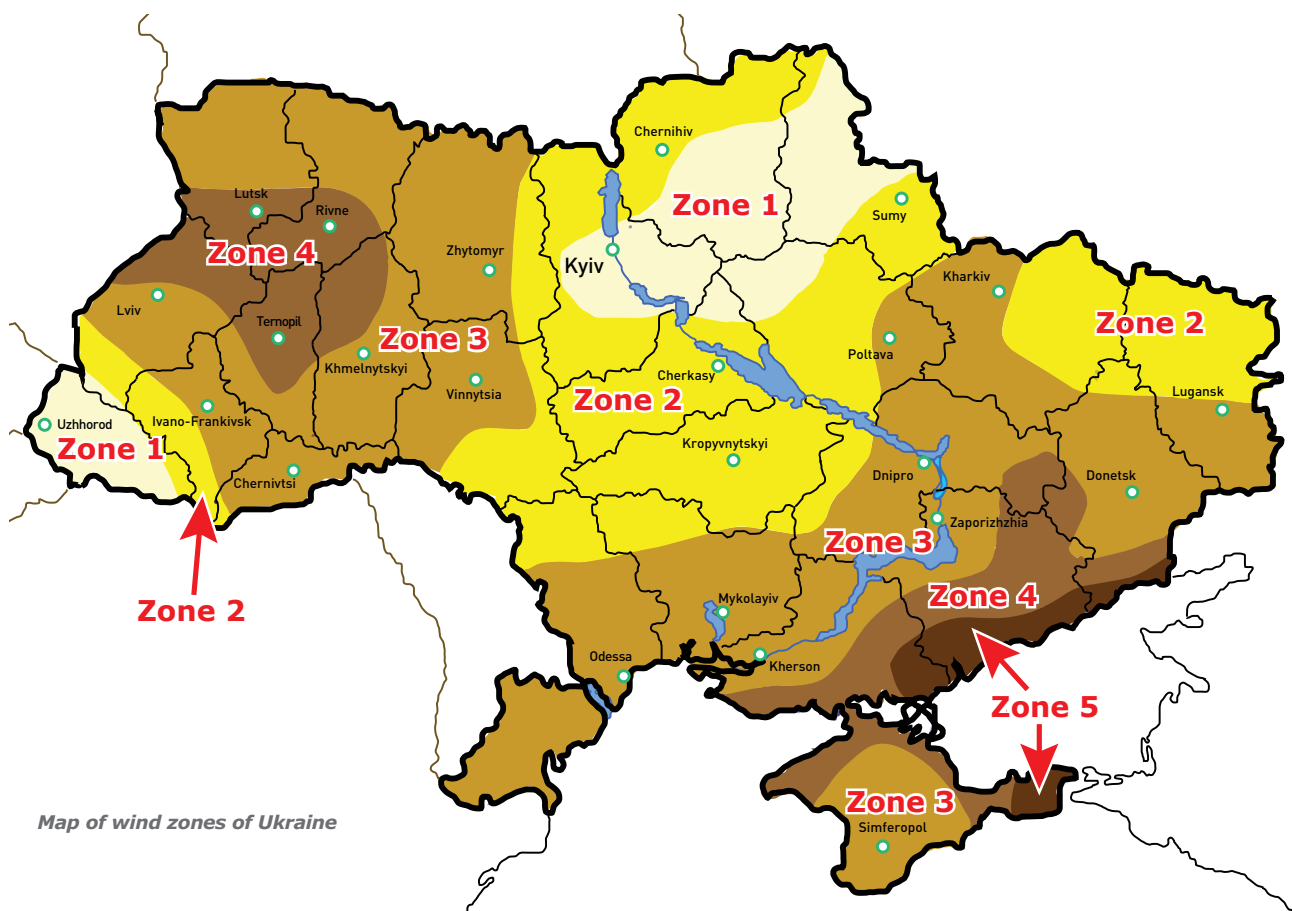 Chernihiv
Lutsk
Rivne
Zone 1
Sumy
Zone 4
Zhytomyr
Kyiv
Kharkiv
Lviv
Ternopil
Zone 3
Zone 2
Khmelnytskyi
Poltava
Cherkasy
Vinnytsia
Zone 2
Lugansk
Uzhhorod
Ivano-Frankivsk
Zone 1
Kropyvnytskyi
Chernivtsi
Dnipro
Donetsk
Zaporizhzhia
Zone 3
Zone 2
Mykolayiv
Zone 4
Odessa
Kherson
Zone 5
Zone 3
Map of wind zones of Ukraine
Simferopol